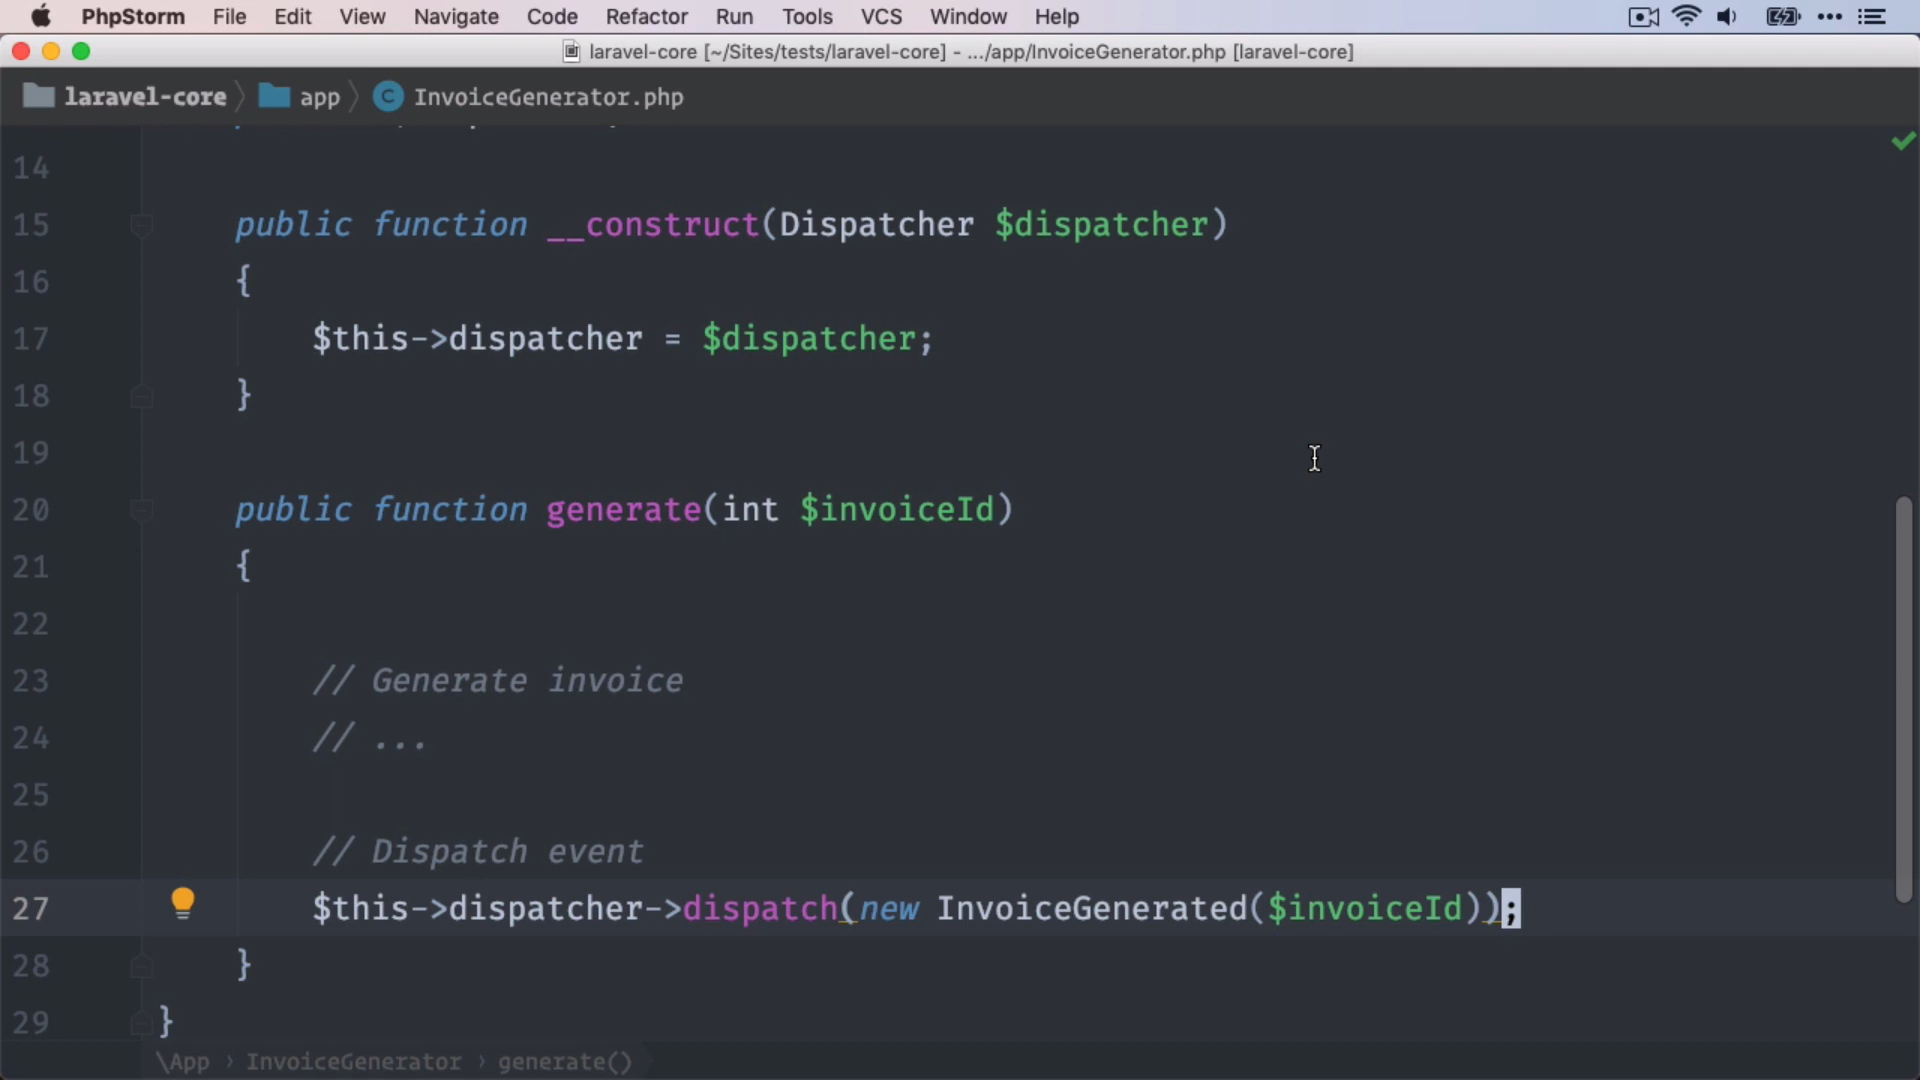 PhpStorm File Edit View Navigate Code Refactor Run Tools VCS Window Help
laravel-core [~/Sites/tests/laravel-core] - .../app/InvoiceGenerator.php [laravel-core]
laravel-core app C InvoiceGenerator.php
14
15 public function __construct(Dispatcher $dispatcher)
16 {
17 $this->dispatcher = $dispatcher;
18 }
19
20 public function generate(int $invoiceId)
21 {
22
23 // Generate invoice
24 // ...
25
26 // Dispatch event
27 $this->dispatcher->dispatch(new InvoiceGenerated($invoiceId));
28 }
29 }
\App › InvoiceGenerator › generate()